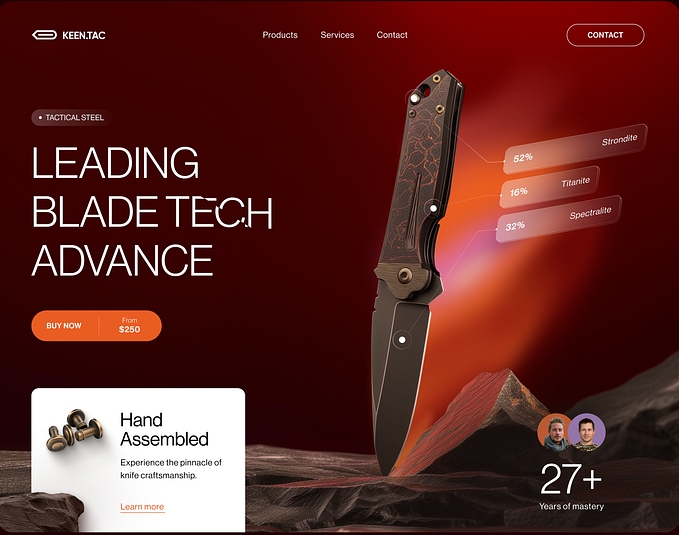 KEEN.TAC
Products Services Contact
CONTACT
TACTICAL STEEL
LEADING
BLADE TECH
ADVANCE
52% Strondite
16% Titanite
32% Spectralite
BUY NOW
From
$250
Hand
Assembled
Experience the pinnacle of
knife craftsmanship.
Learn more
27+
Years of mastery